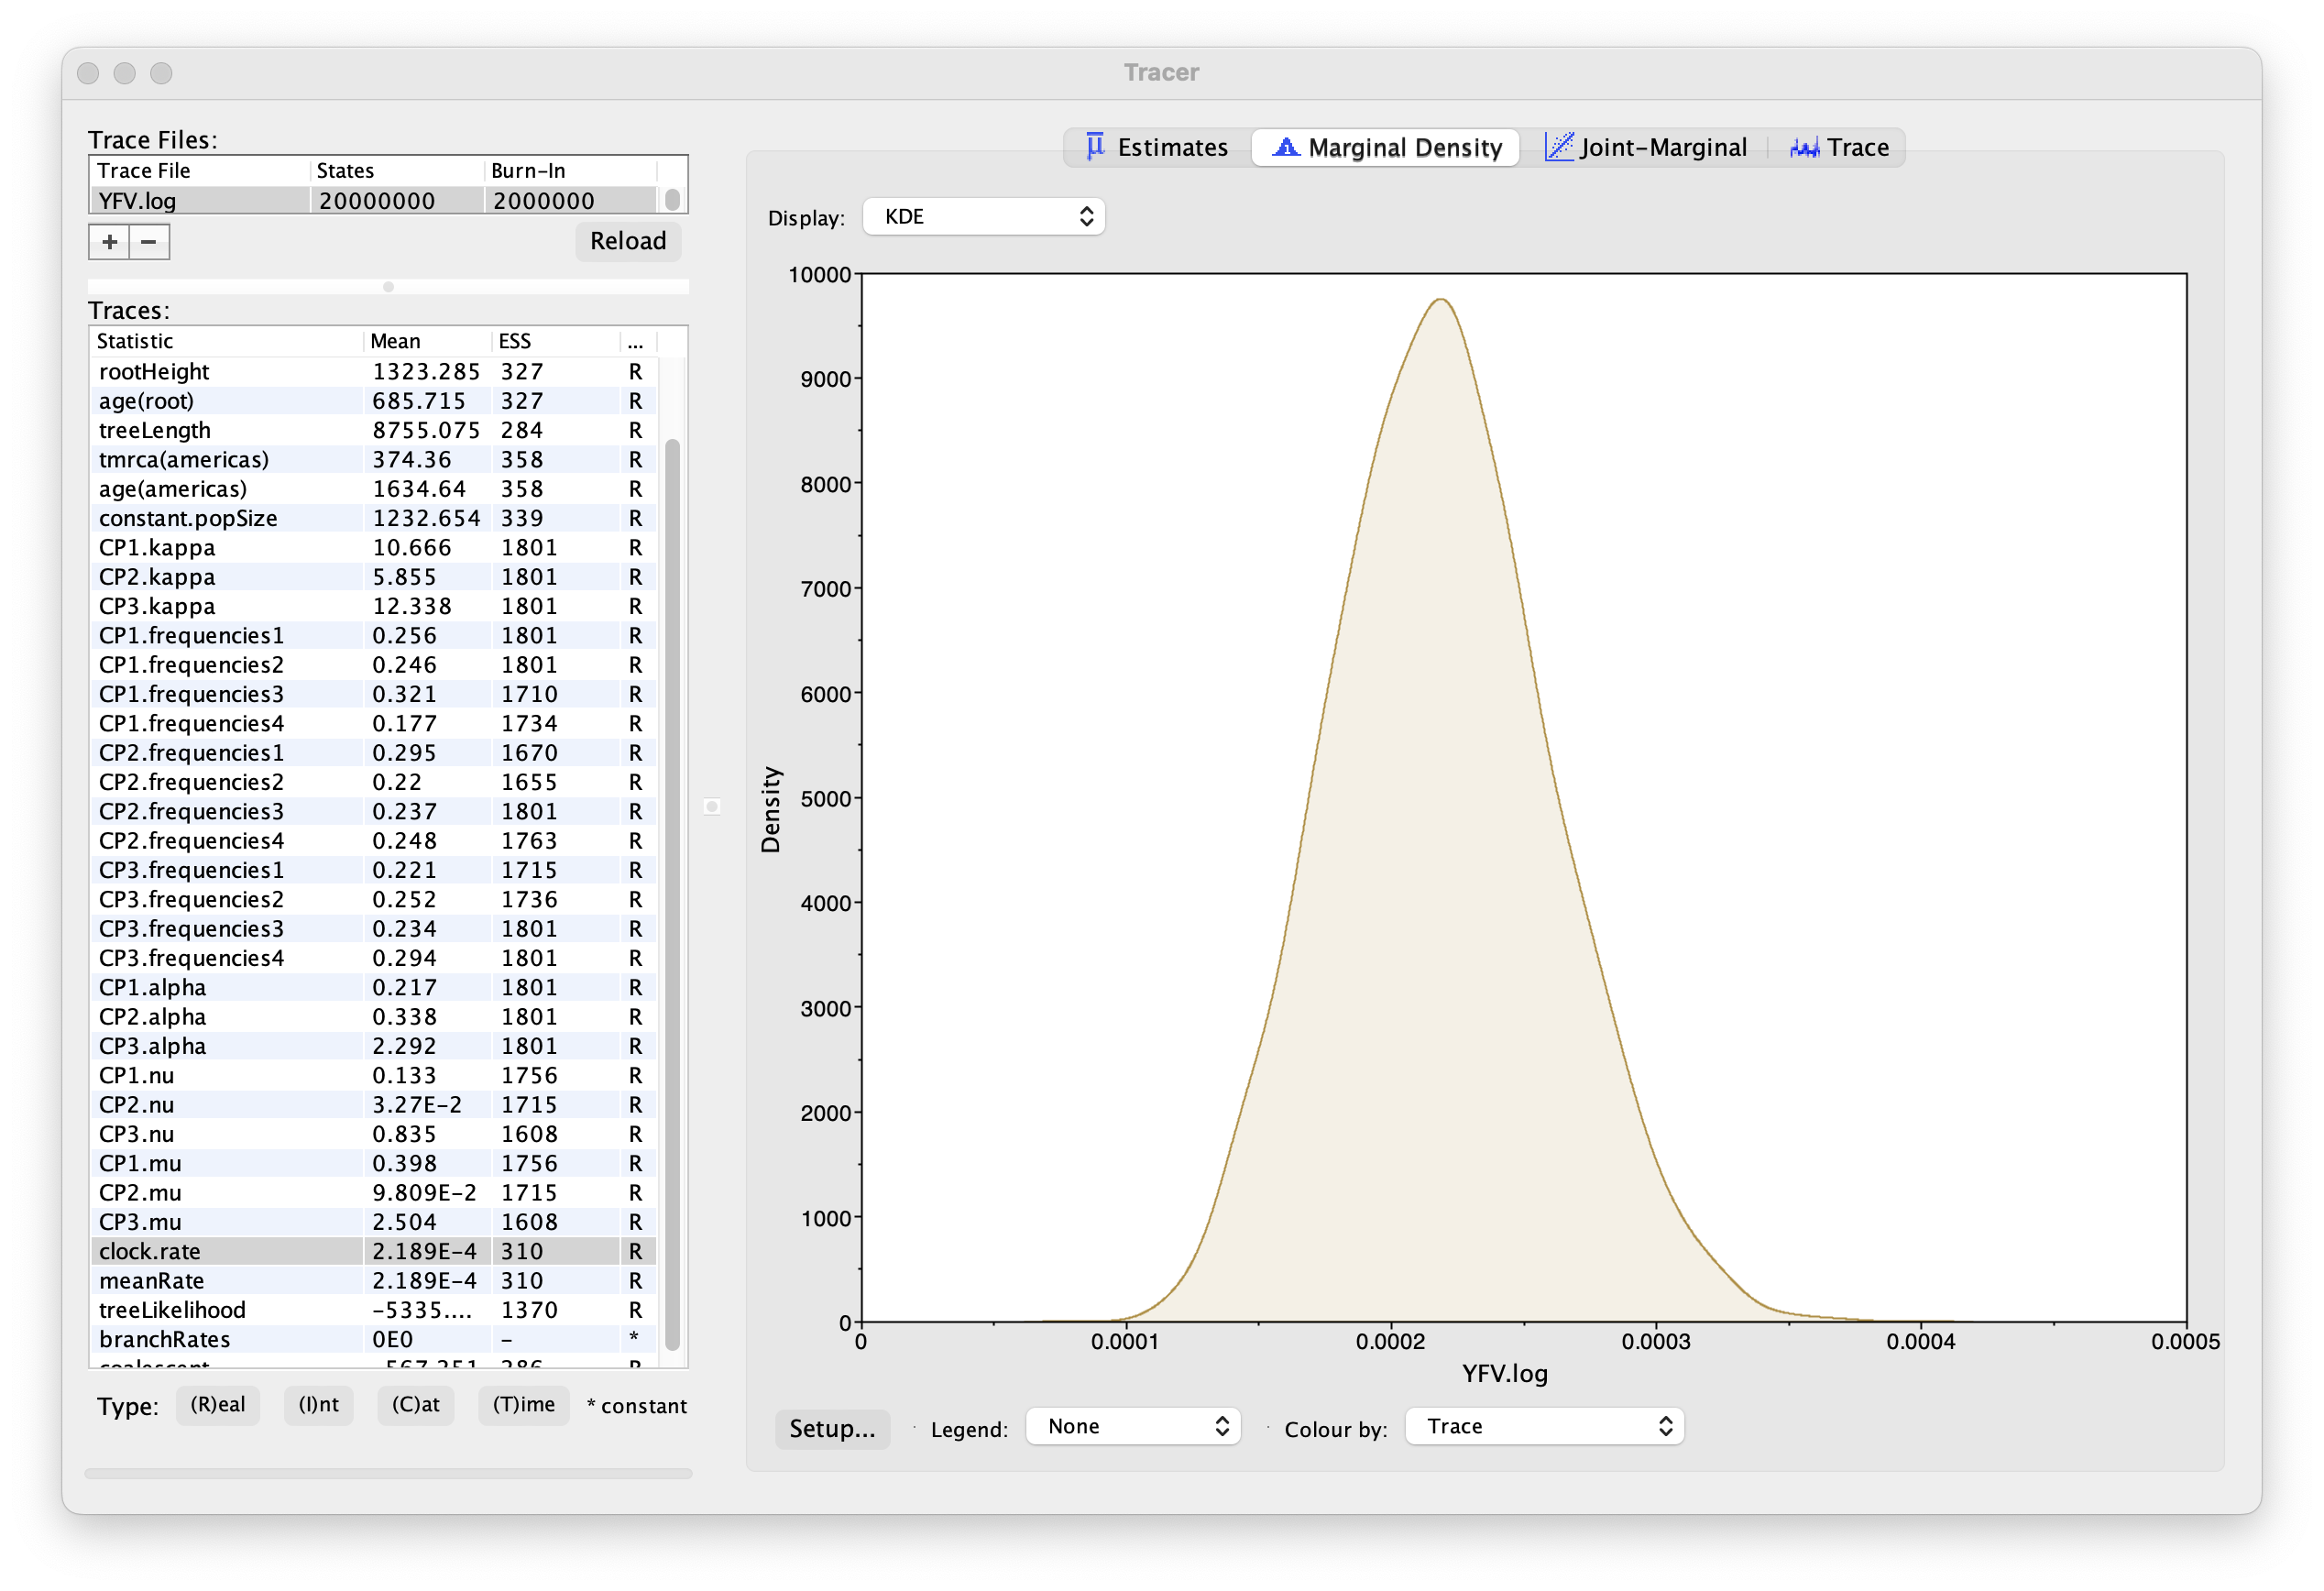 Tracer
Trace Files:
Trace File States Burn-In
YFV.log 20000000 2000000
+ − Reload
Traces:
Statistic Mean ESS ...
rootHeight 1323.285 327 R
age(root) 685.715 327 R
treeLength 8755.075 284 R
tmrca(americas) 374.36 358 R
age(americas) 1634.64 358 R
constant.popSize 1232.654 339 R
CP1.kappa 10.666 1801 R
CP2.kappa 5.855 1801 R
CP3.kappa 12.338 1801 R
CP1.frequencies1 0.256 1801 R
CP1.frequencies2 0.246 1801 R
CP1.frequencies3 0.321 1710 R
CP1.frequencies4 0.177 1734 R
CP2.frequencies1 0.295 1670 R
CP2.frequencies2 0.22 1655 R
CP2.frequencies3 0.237 1801 R
CP2.frequencies4 0.248 1763 R
CP3.frequencies1 0.221 1715 R
CP3.frequencies2 0.252 1736 R
CP3.frequencies3 0.234 1801 R
CP3.frequencies4 0.294 1801 R
CP1.alpha 0.217 1801 R
CP2.alpha 0.338 1801 R
CP3.alpha 2.292 1801 R
CP1.nu 0.133 1756 R
CP2.nu 3.27E-2 1715 R
CP3.nu 0.835 1608 R
CP1.mu 0.398 1756 R
CP2.mu 9.809E-2 1715 R
CP3.mu 2.504 1608 R
clock.rate 2.189E-4 310 R
meanRate 2.189E-4 310 R
treeLikelihood -5335.... 1370 R
branchRates 0E0 - *
coalescent -567.251 286 R
Type: (R)eal (I)nt (C)at (T)ime * constant
Estimates Marginal Density Joint-Marginal Trace
Display: KDE
10000
9000
8000
7000
6000
5000
4000
3000
2000
1000
0
Density
0 0.0001 0.0002 0.0003 0.0004 0.0005
YFV.log
Setup... Legend: None Colour by: Trace